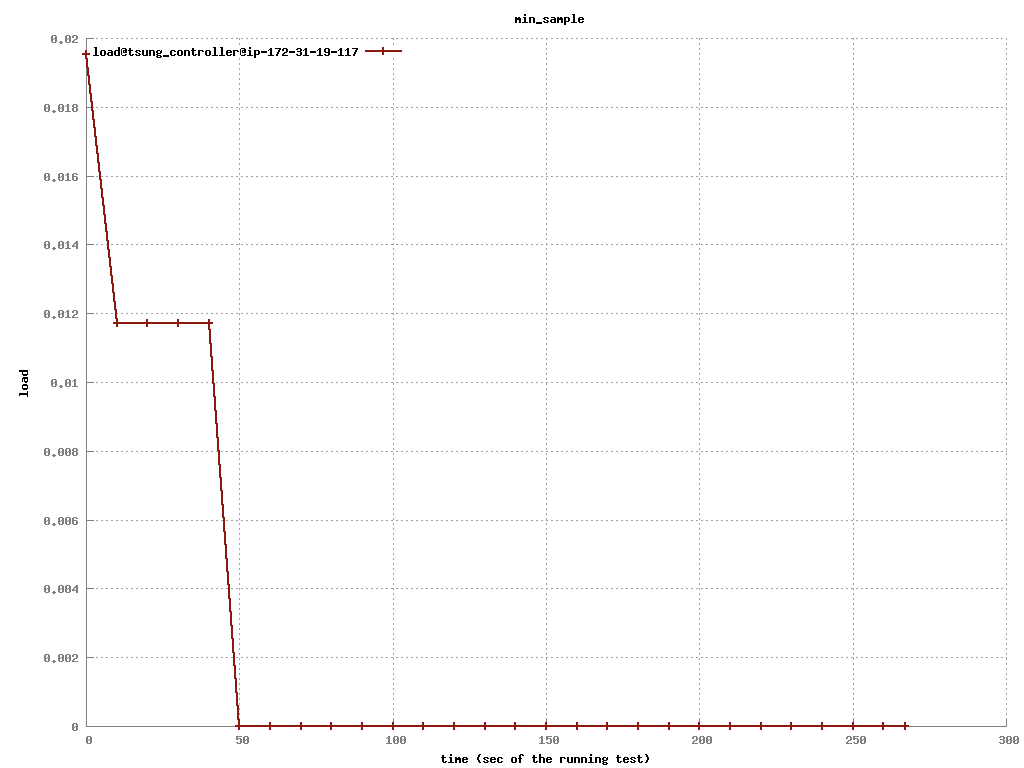 min_sample
load@tsung_controller@ip-172-31-19-117
0.02
0.018
0.016
0.014
0.012
0.01
0.008
0.006
0.004
0.002
0
load
0 50 100 150 200 250 300
time (sec of the running test)